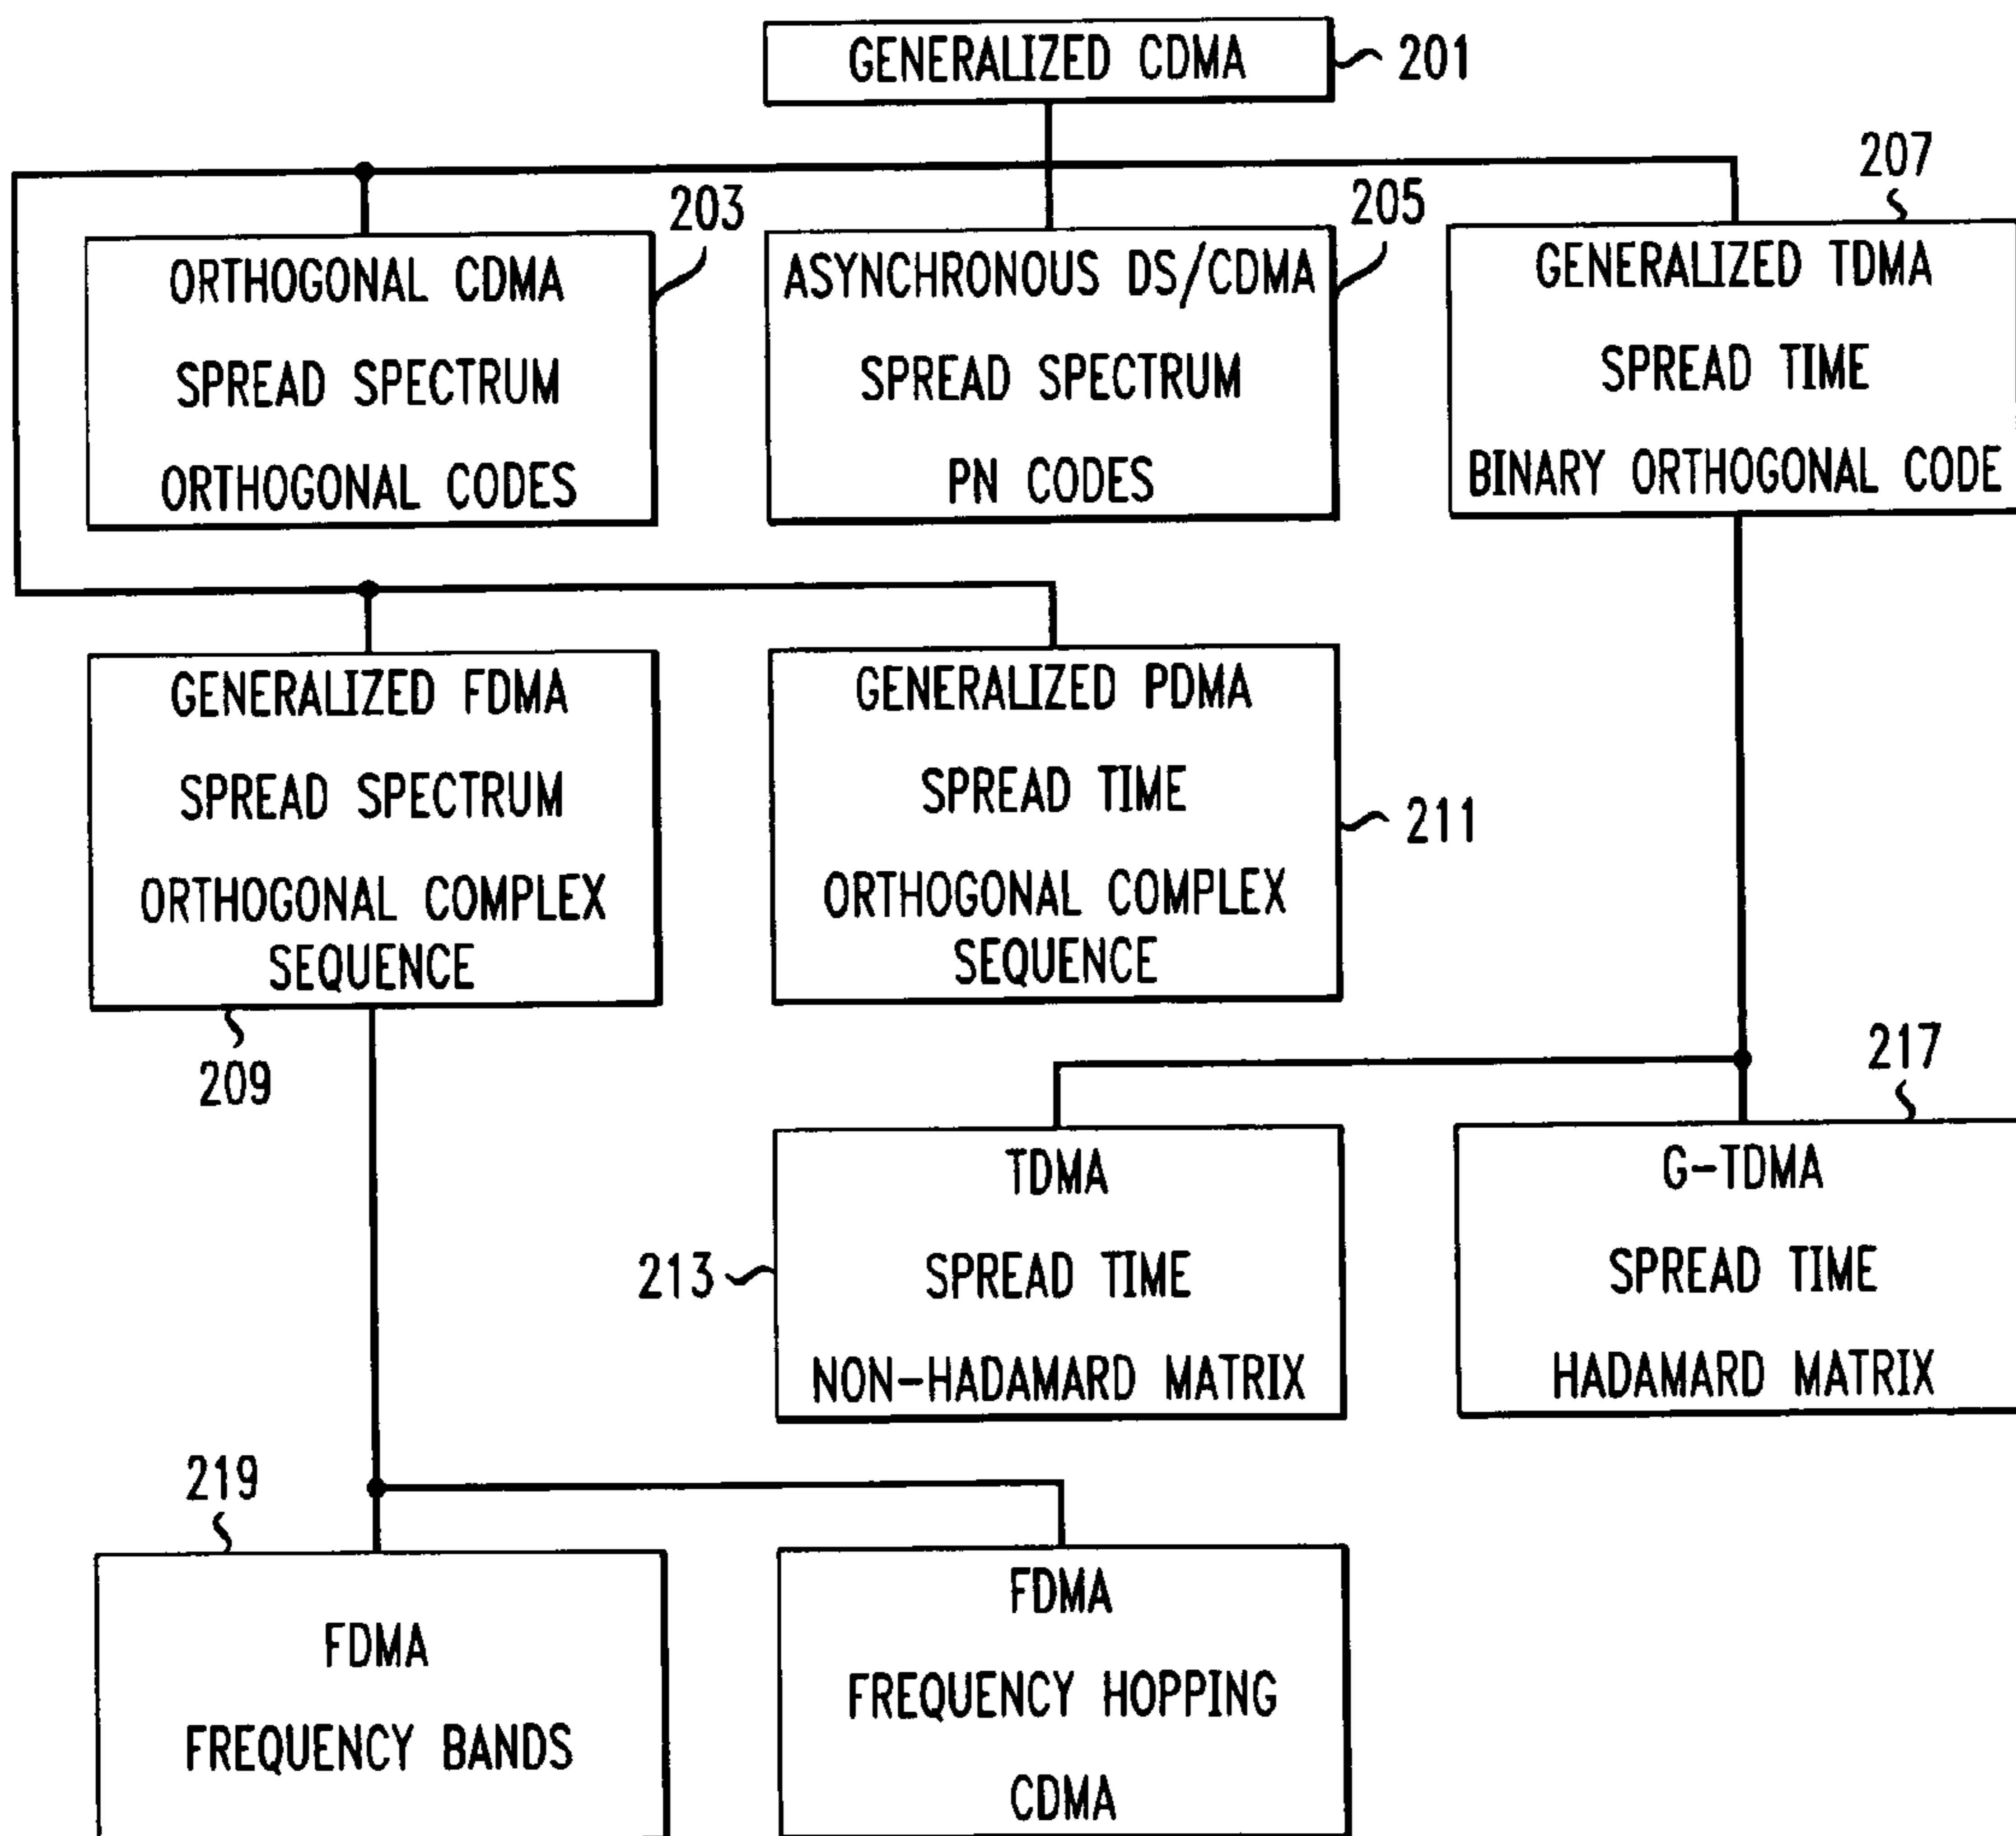 GENERALIZED CDMA
201
207
203
205
ORTHOGONAL CDMA
SPREAD SPECTRUM
ORTHOGONAL CODES
ASYNCHRONOUS DS/CDMA
SPREAD SPECTRUM
PN CODES
GENERALIZED TDMA
SPREAD TIME
BINARY ORTHOGONAL CODE
GENERALIZED FDMA
SPREAD SPECTRUM
ORTHOGONAL COMPLEX
SEQUENCE
209
GENERALIZED PDMA
SPREAD TIME
ORTHOGONAL COMPLEX
SEQUENCE
211
213
TDMA
SPREAD TIME
NON-HADAMARD MATRIX
217
G-TDMA
SPREAD TIME
HADAMARD MATRIX
219
FDMA
FREQUENCY BANDS
FDMA
FREQUENCY HOPPING
CDMA